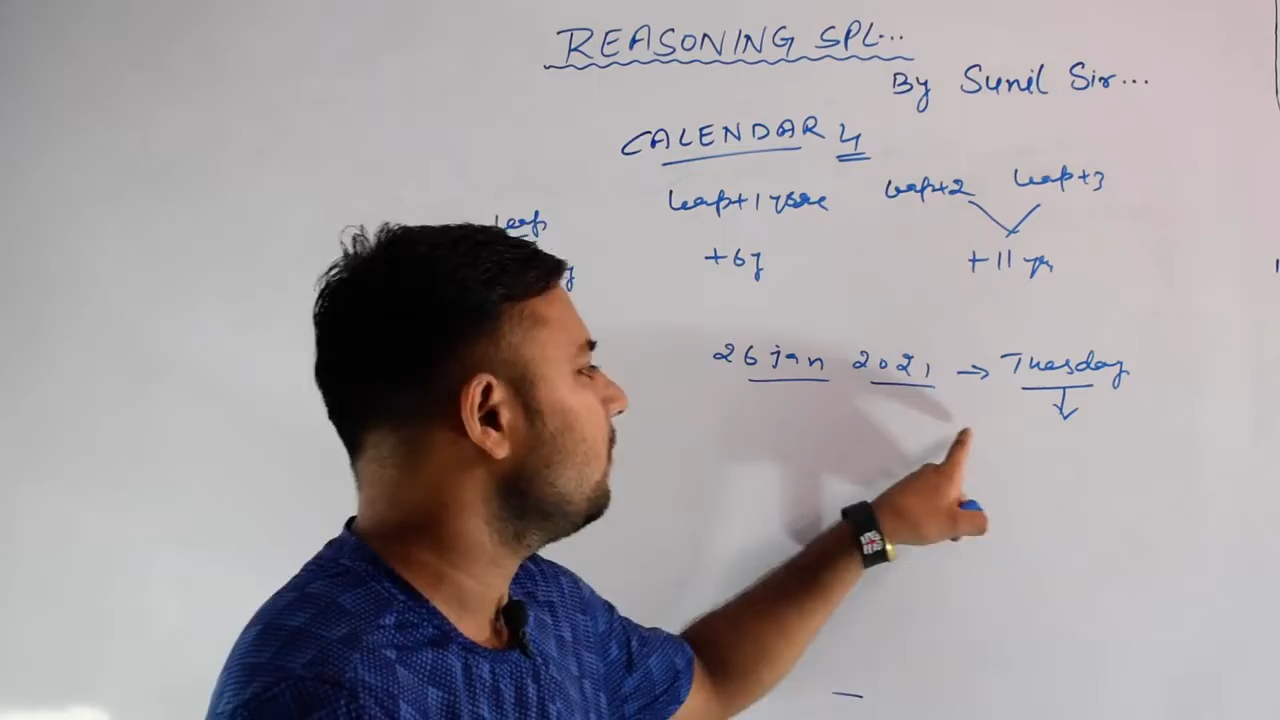 REASONING SPL...
By Sunil Sir...
CALENDAR 4
leap leap+1 year leap+2 leap+3
+6y +11 yr
26 jan 2021 → Tuesday